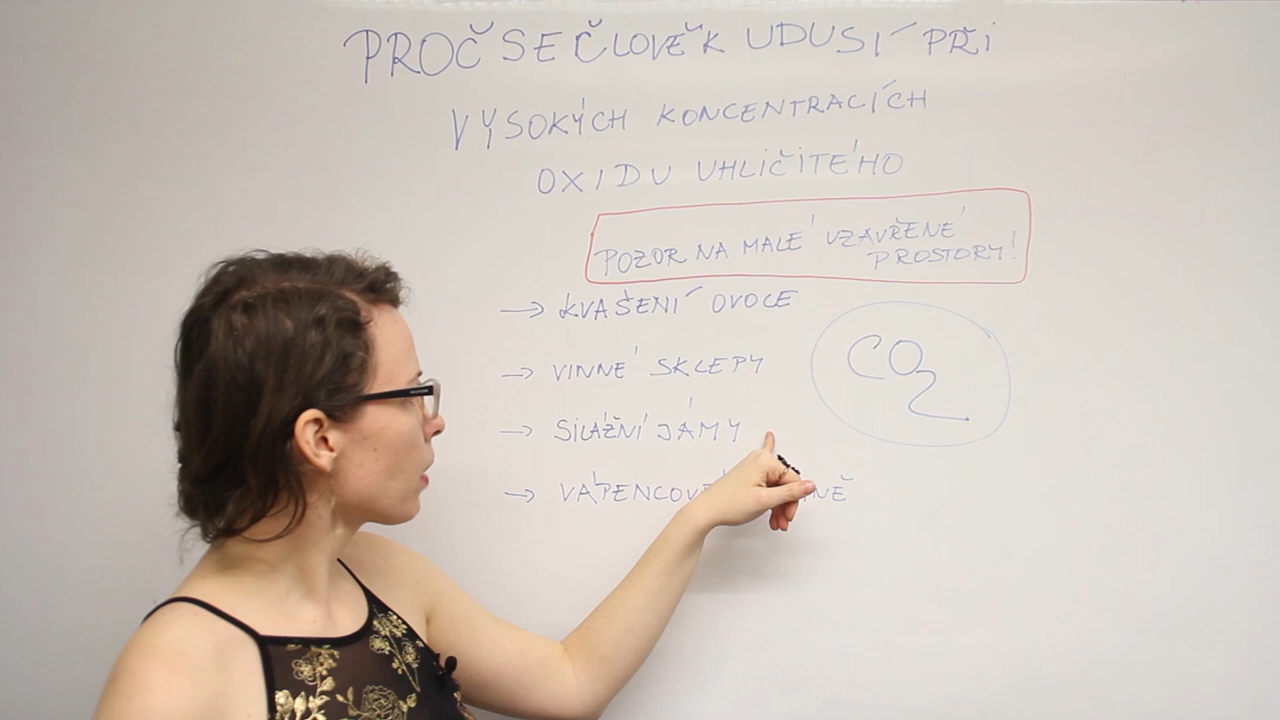 PROČ SE ČLOVĚK UDUSÍ PŘI
VYSOKÝCH KONCENTRACÍCH
OXIDU UHLIČITÉHO
POZOR NA MALÉ UZAVŘENÉ
PROSTORY!
→ KVAŠENÍ OVOCE
→ VINNÉ SKLEPY
→ SILÁŽNÍ JÁMY
→ VÁPENCOVÉ
CO2